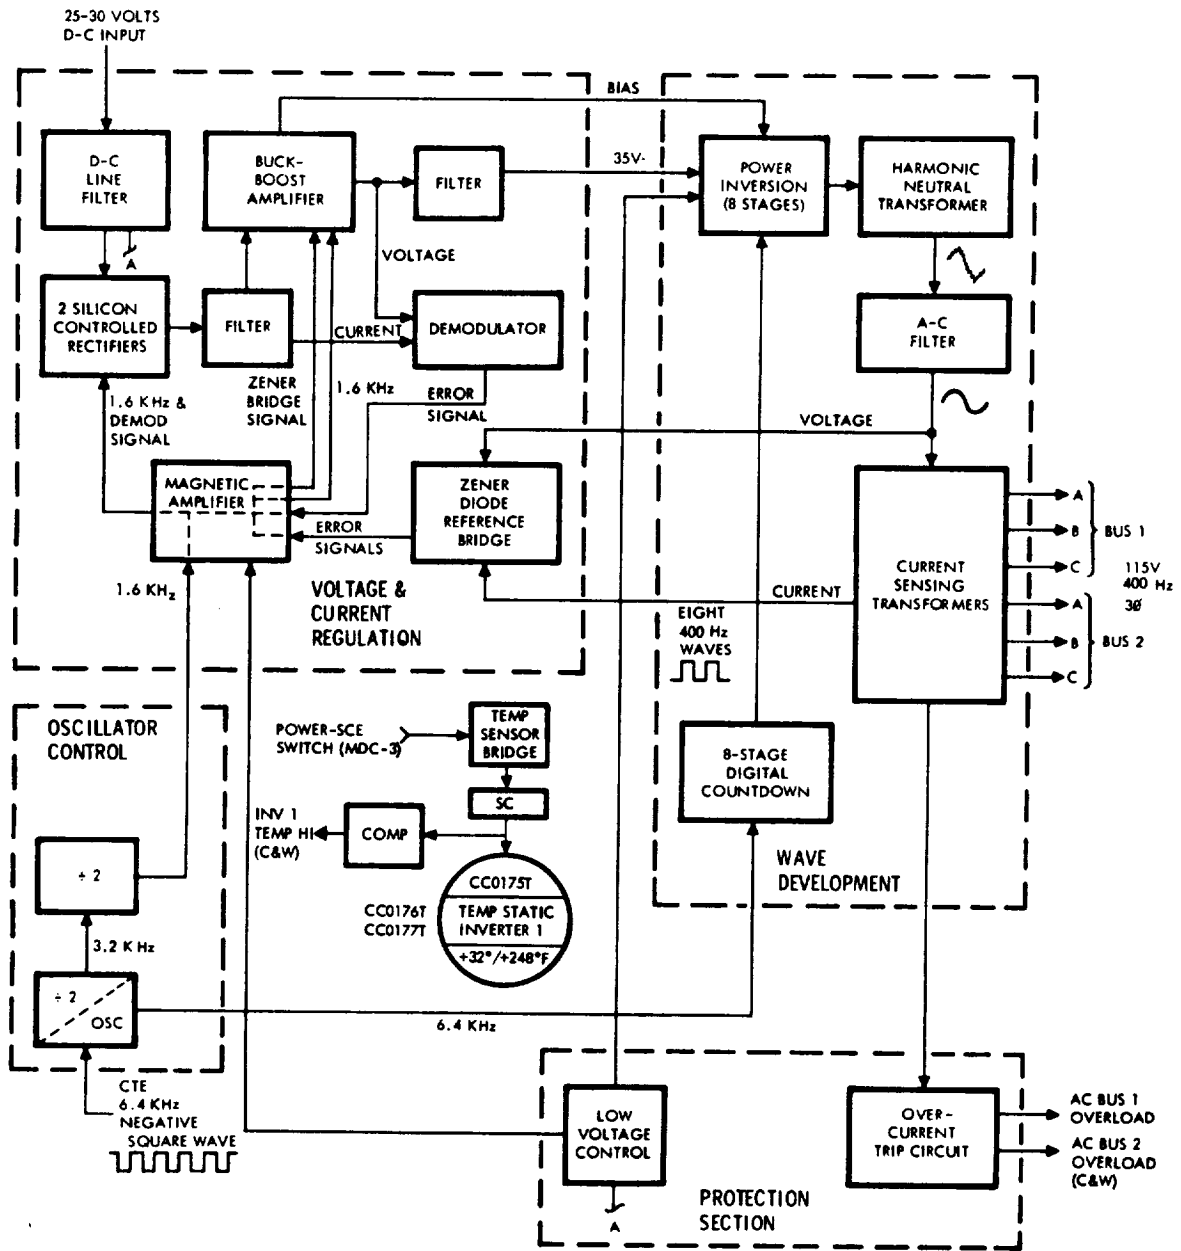 25-30 VOLTS
D-C INPUT
BIAS
D-C
LINE
FILTER
BUCK-
BOOST
AMPLIFIER
FILTER
35V-
POWER
INVERSION
(8 STAGES)
HARMONIC
NEUTRAL
TRANSFORMER
A
VOLTAGE
2 SILICON
CONTROLLED
RECTIFIERS
FILTER
CURRENT
DEMODULATOR
A-C
FILTER
1.6 KHz &
DEMOD
SIGNAL
ZENER
BRIDGE
SIGNAL
1.6 KHz
ERROR
SIGNAL
VOLTAGE
MAGNETIC
AMPLIFIER
ZENER
DIODE
REFERENCE
BRIDGE
ERROR
SIGNALS
CURRENT
SENSING
TRANSFORMERS
A
B
C
BUS 1
A
B
C
BUS 2
115V
400 Hz
3Ø
1.6 KHz
VOLTAGE &
CURRENT
REGULATION
CURRENT
EIGHT
400 Hz
WAVES
OSCILLATOR
CONTROL
POWER-SCE
SWITCH (MDC-3)
TEMP
SENSOR
BRIDGE
SC
8-STAGE
DIGITAL
COUNTDOWN
INV 1
TEMP HI
(C&W)
COMP
÷ 2
CC0175T
CC0176T
CC0177T
TEMP STATIC
INVERTER 1
+32°/+248°F
WAVE
DEVELOPMENT
3.2 KHz
÷ 2
OSC
6.4 KHz
CTE
6.4 KHz
NEGATIVE
SQUARE WAVE
LOW
VOLTAGE
CONTROL
A
OVER-
CURRENT
TRIP CIRCUIT
AC BUS 1
OVERLOAD
AC BUS 2
OVERLOAD
(C&W)
PROTECTION
SECTION